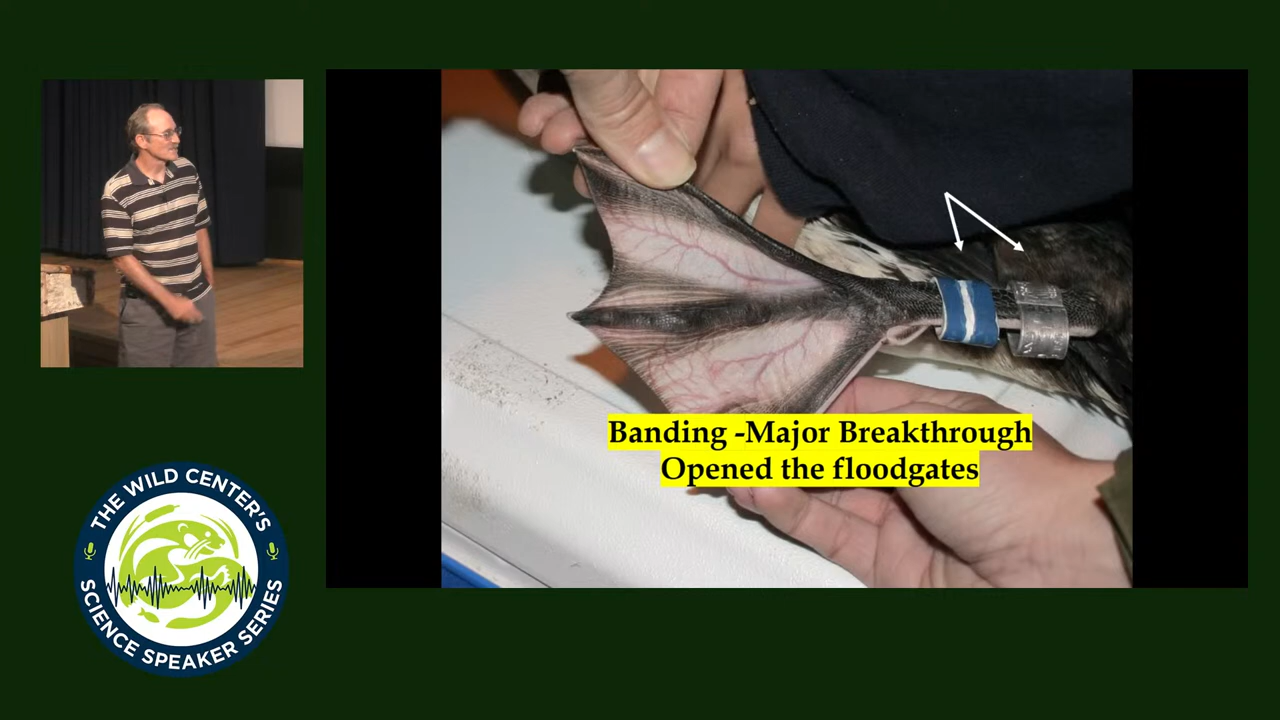 Banding -Major Breakthrough
Opened the floodgates
THE WILD CENTER'S
SCIENCE SPEAKER SERIES